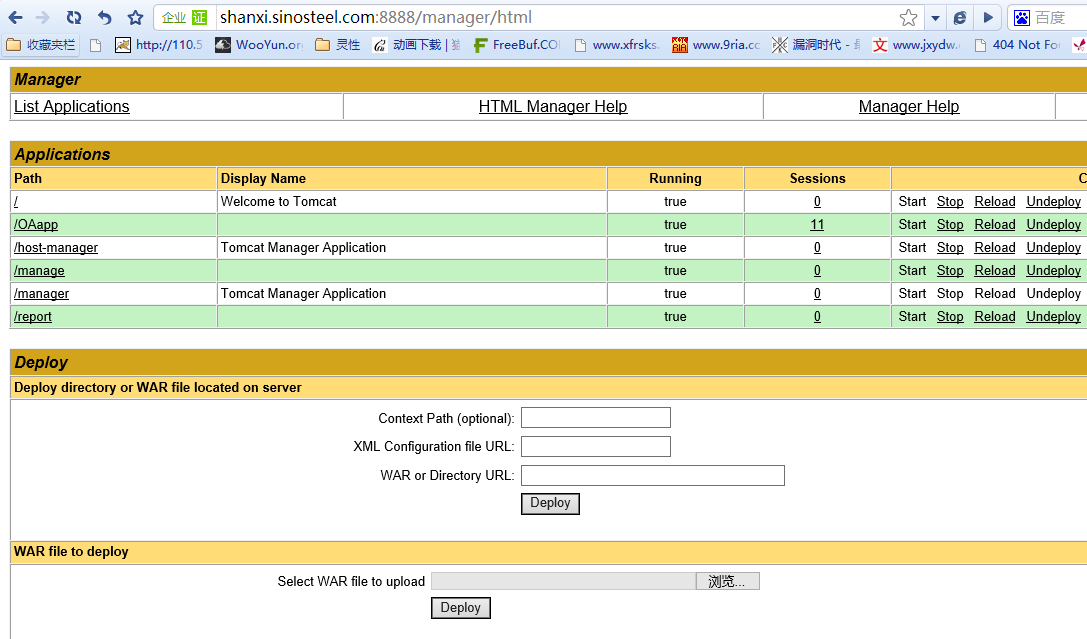 企业 证 shanxi.sinosteel.com:8888/manager/html 百度
收藏夹栏 http://110.5 WooYun.or 灵性 动画下载 | FreeBuf.CO www.xfrsks. www.9ria.cc 漏洞时代 - www.jxydw. 404 Not Fo
Manager
List Applications HTML Manager Help Manager Help
Applications
Path Display Name Running Sessions C
/ Welcome to Tomcat true 0 Start Stop Reload Undeploy
/OAapp true 11 Start Stop Reload Undeploy
/host-manager Tomcat Manager Application true 0 Start Stop Reload Undeploy
/manage true 0 Start Stop Reload Undeploy
/manager Tomcat Manager Application true 0 Start Stop Reload Undeploy
/report true 0 Start Stop Reload Undeploy
Deploy
Deploy directory or WAR file located on server
Context Path (optional):
XML Configuration file URL:
WAR or Directory URL:
Deploy
WAR file to deploy
Select WAR file to upload 浏览...
Deploy